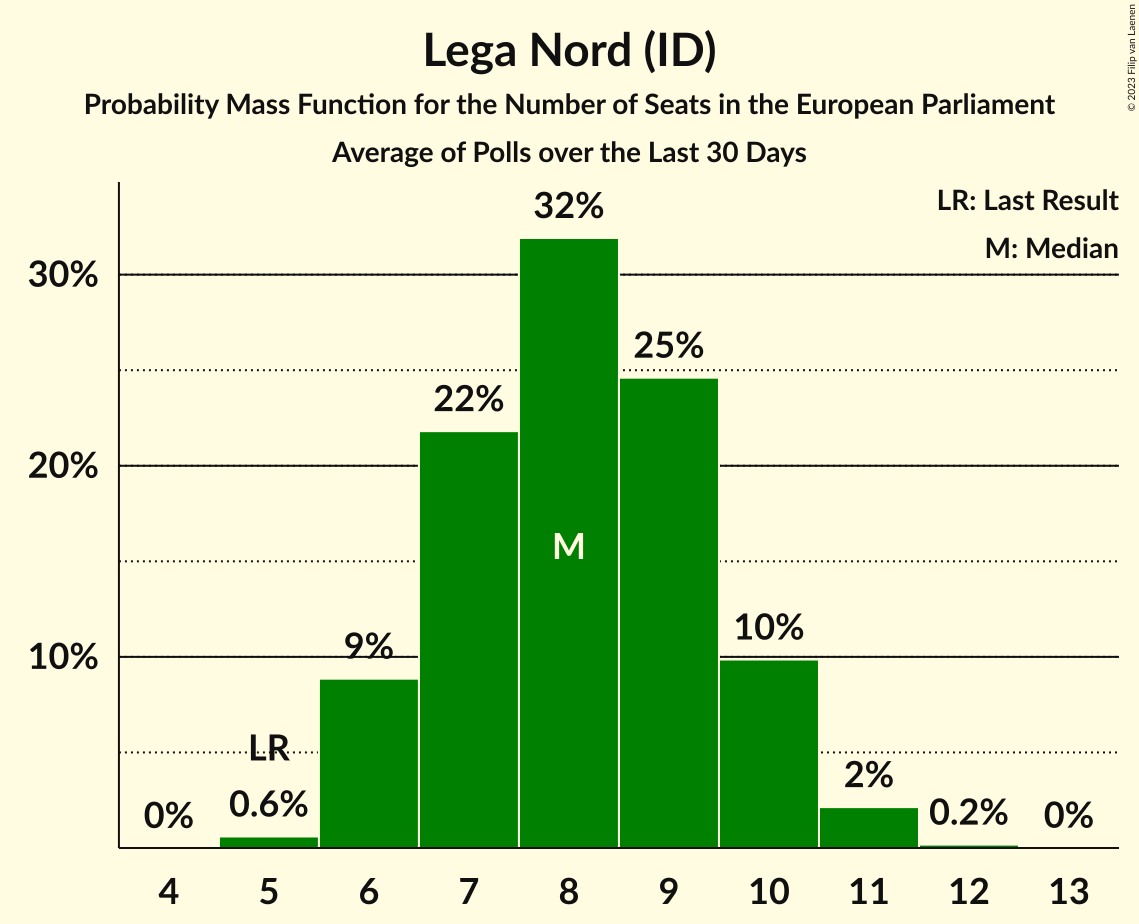 Lega Nord (ID)
Probability Mass Function for the Number of Seats in the European Parliament
Average of Polls over the Last 30 Days
© 2023 Filip van Laenen
LR: Last Result
M: Median
30%
20%
10%
0%
LR
0.6%
9%
22%
32%
M
25%
10%
2%
0.2%
0%
4 5 6 7 8 9 10 11 12 13